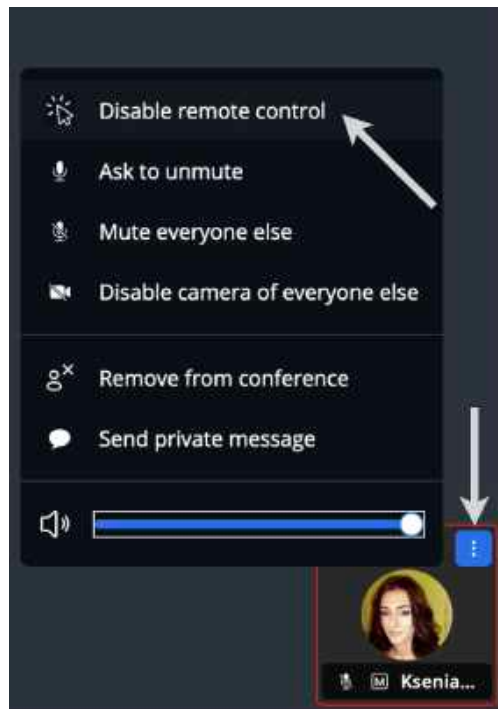 Disable remote control
Ask to unmute
Mute everyone else
Disable camera of everyone else
Remove from conference
Send private message
M Ksenia...